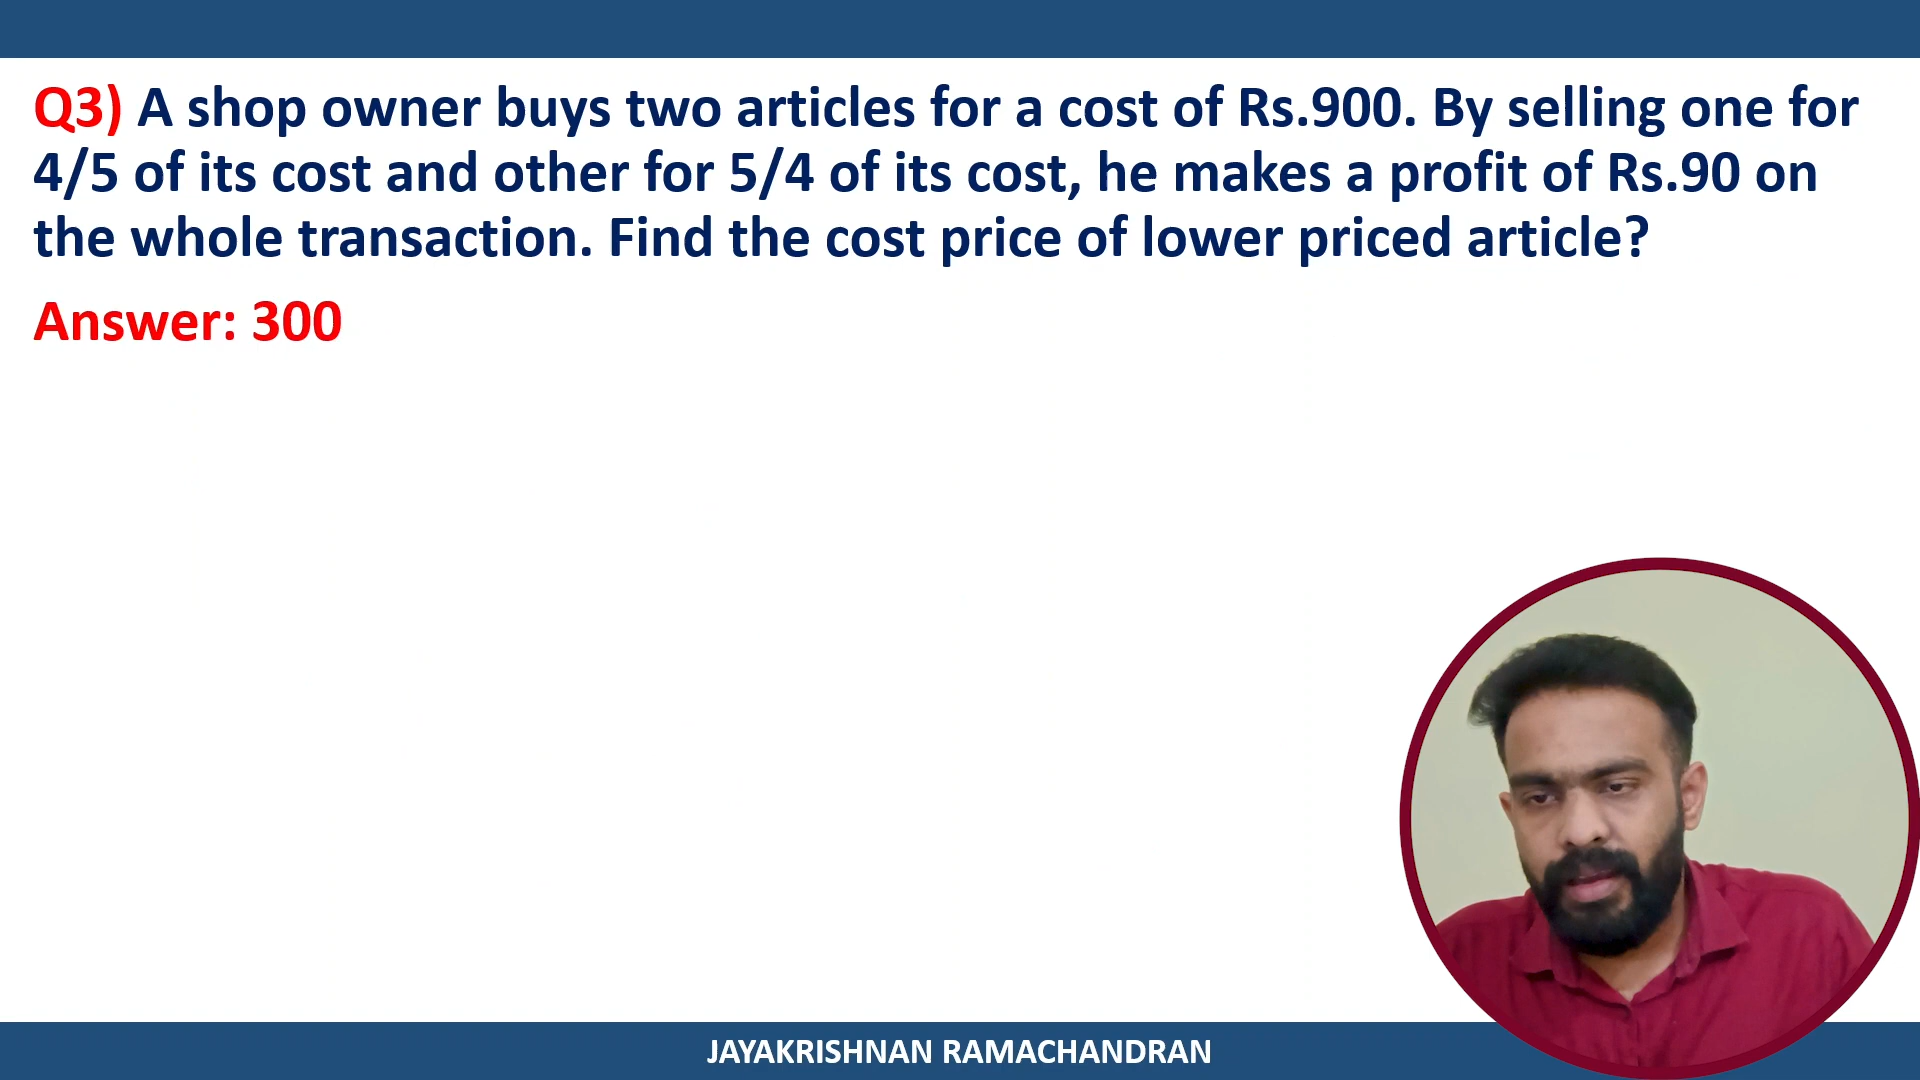 Q3) A shop owner buys two articles for a cost of Rs.900. By selling one for
4/5 of its cost and other for 5/4 of its cost, he makes a profit of Rs.90 on
the whole transaction. Find the cost price of lower priced article?
Answer: 300
JAYAKRISHNAN RAMACHANDRAN